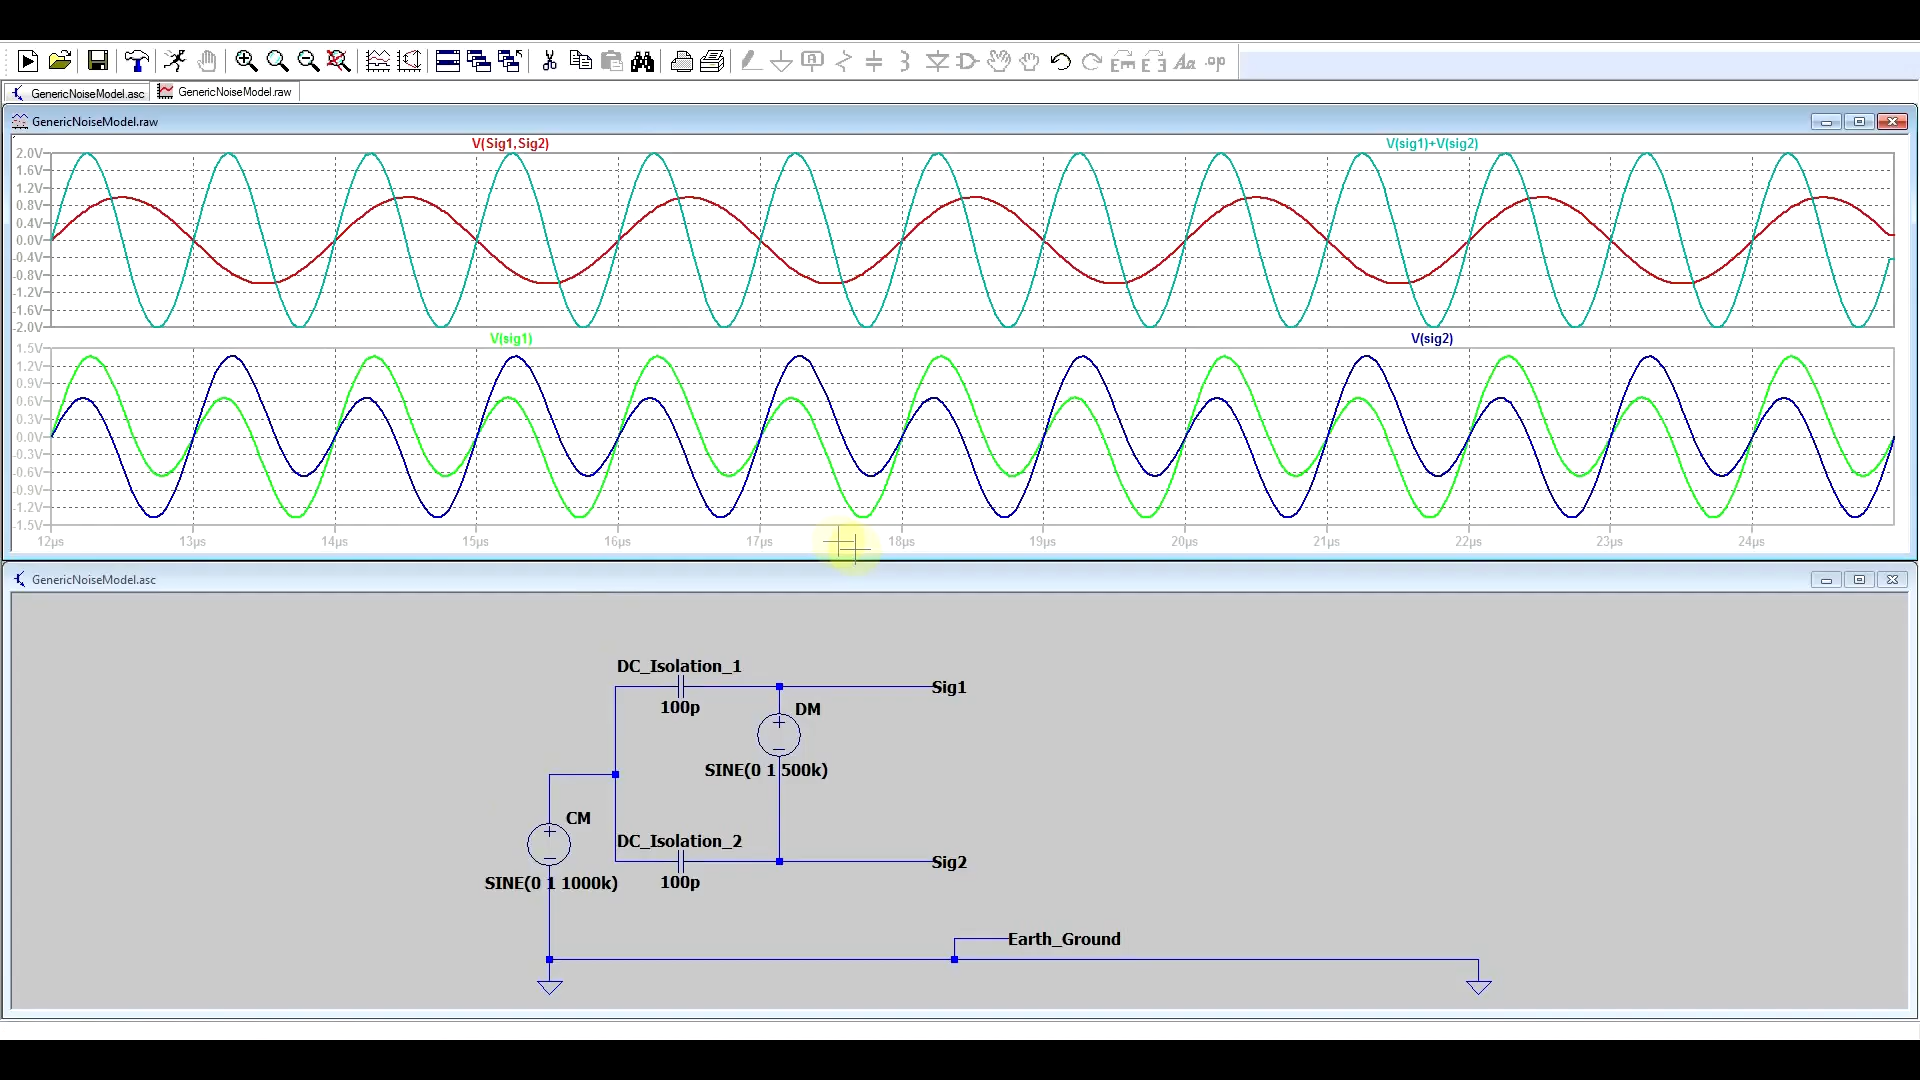 Aa .op
GenericNoiseModel.asc GenericNoiseModel.raw
GenericNoiseModel.raw
V(Sig1,Sig2) V(sig1)+V(sig2)
2.0V
1.6V
1.2V
0.8V
0.4V
0.0V
-0.4V
-0.8V
-1.2V
-1.6V
-2.0V
V(sig1) V(sig2)
1.5V
1.2V
0.9V
0.6V
0.3V
0.0V
-0.3V
-0.6V
-0.9V
-1.2V
-1.5V
12µs 13µs 14µs 15µs 16µs 17µs 18µs 19µs 20µs 21µs 22µs 23µs 24µs
GenericNoiseModel.asc
DC_Isolation_1
100p
Sig1
DM
SINE(0 1 500k)
CM
SINE(0 1 1000k)
DC_Isolation_2
100p
Sig2
Earth_Ground